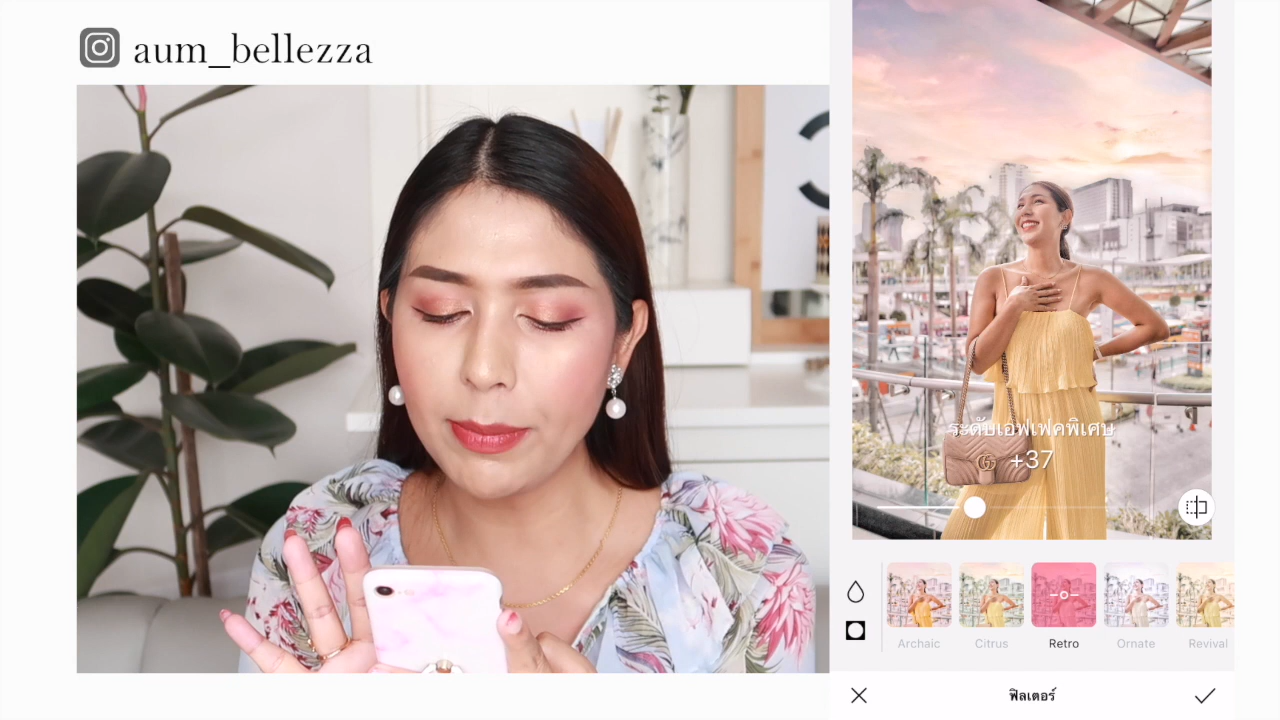 aum_bellezza
ระดับเอฟเฟคพิเศษ
+37
Archaic
Citrus
Retro
Ornate
Revival
ฟิลเตอร์